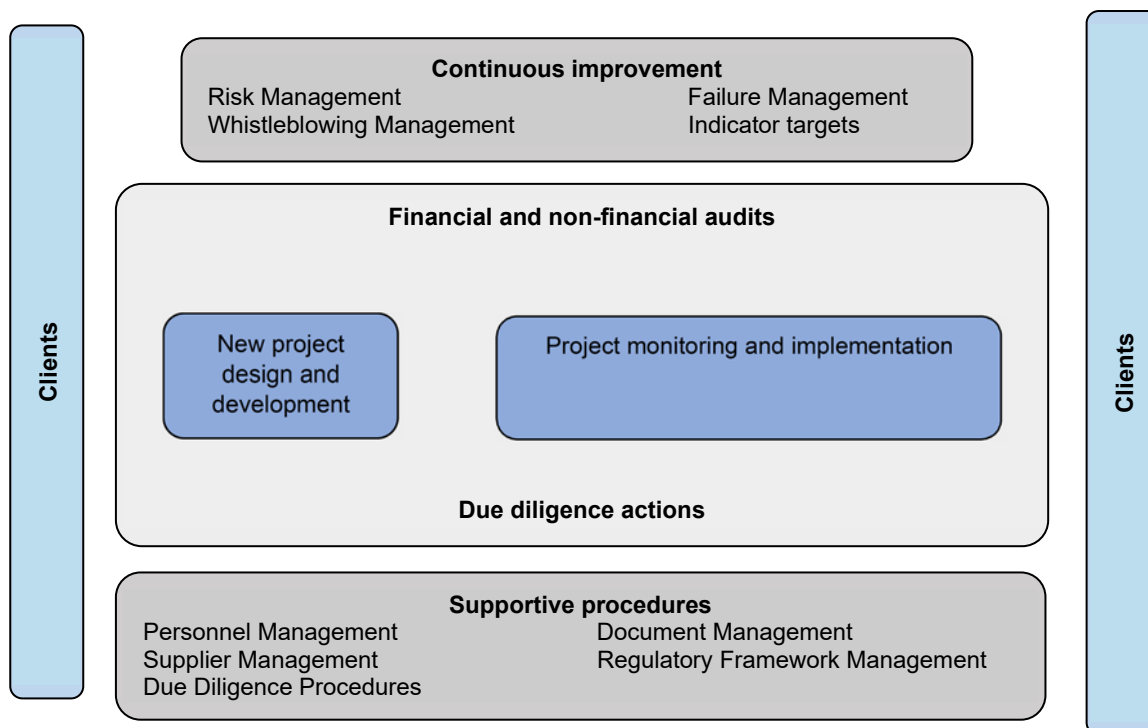 Clients
Continuous improvement
Risk Management
Failure Management
Whistleblowing Management
Indicator targets
Financial and non-financial audits
New project
design and
development
Project monitoring and implementation
Due diligence actions
Supportive procedures
Personnel Management
Document Management
Supplier Management
Regulatory Framework Management
Due Diligence Procedures
Clients